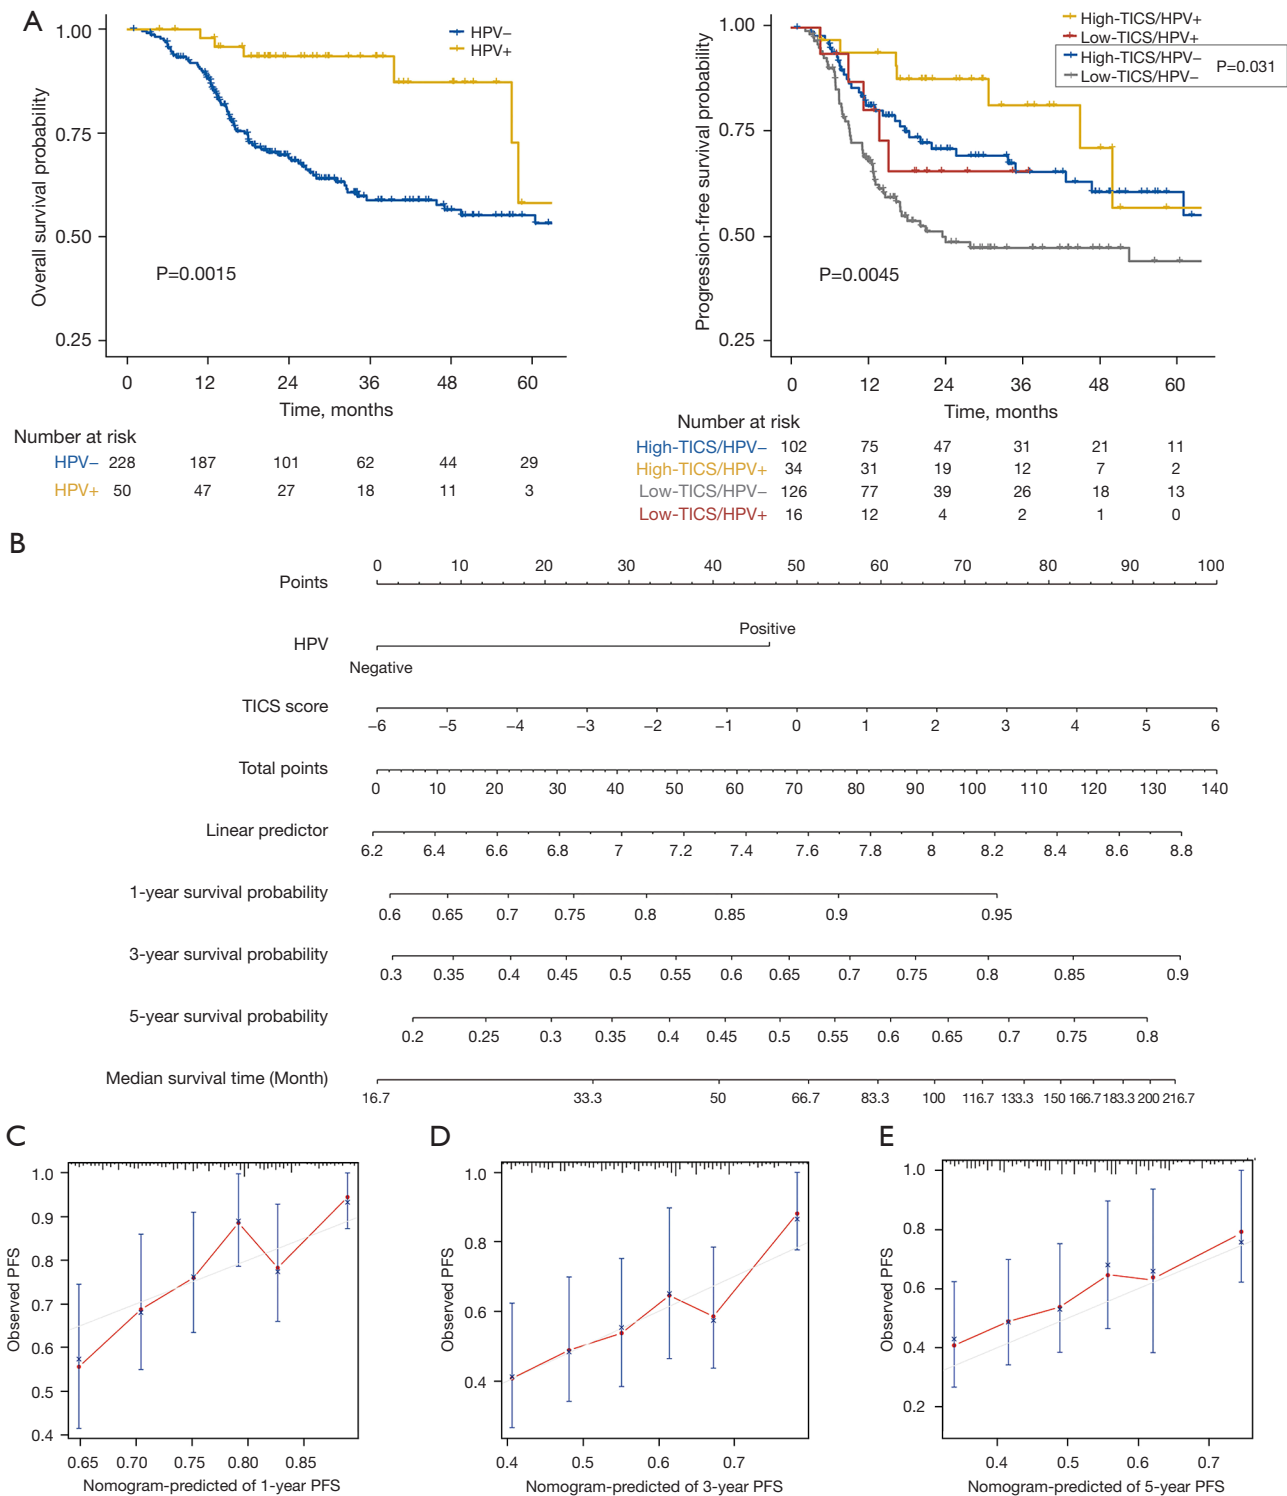 A
1.00
0.75
0.50
0.25
Overall survival probability
HPV–
HPV+
P=0.0015
0 12 24 36 48 60
Time, months
Number at risk
HPV– 228 187 101 62 44 29
HPV+ 50 47 27 18 11 3
1.00
0.75
0.50
0.25
Progression-free survival probability
High-TICS/HPV+
Low-TICS/HPV+
High-TICS/HPV–
Low-TICS/HPV–
P=0.031
P=0.0045
0 12 24 36 48 60
Time, months
Number at risk
High-TICS/HPV– 102 75 47 31 21 11
High-TICS/HPV+ 34 31 19 12 7 2
Low-TICS/HPV– 126 77 39 26 18 13
Low-TICS/HPV+ 16 12 4 2 1 0
B
Points
0 10 20 30 40 50 60 70 80 90 100
HPV
Positive
Negative
TICS score
–6 –5 –4 –3 –2 –1 0 1 2 3 4 5 6
Total points
0 10 20 30 40 50 60 70 80 90 100 110 120 130 140
Linear predictor
6.2 6.4 6.6 6.8 7 7.2 7.4 7.6 7.8 8 8.2 8.4 8.6 8.8
1-year survival probability
0.6 0.65 0.7 0.75 0.8 0.85 0.9 0.95
3-year survival probability
0.3 0.35 0.4 0.45 0.5 0.55 0.6 0.65 0.7 0.75 0.8 0.85 0.9
5-year survival probability
0.2 0.25 0.3 0.35 0.4 0.45 0.5 0.55 0.6 0.65 0.7 0.75 0.8
Median survival time (Month)
16.7 33.3 50 66.7 83.3 100 116.7 133.3 150 166.7 183.3 200 216.7
C
1.0
0.9
0.8
0.7
0.6
0.5
0.4
Observed PFS
0.65 0.70 0.75 0.80 0.85
Nomogram-predicted of 1-year PFS
D
1.0
0.8
0.6
0.4
Observed PFS
0.4 0.5 0.6 0.7
Nomogram-predicted of 3-year PFS
E
1.0
0.8
0.6
0.4
0.2
Observed PFS
0.4 0.5 0.6 0.7
Nomogram-predicted of 5-year PFS